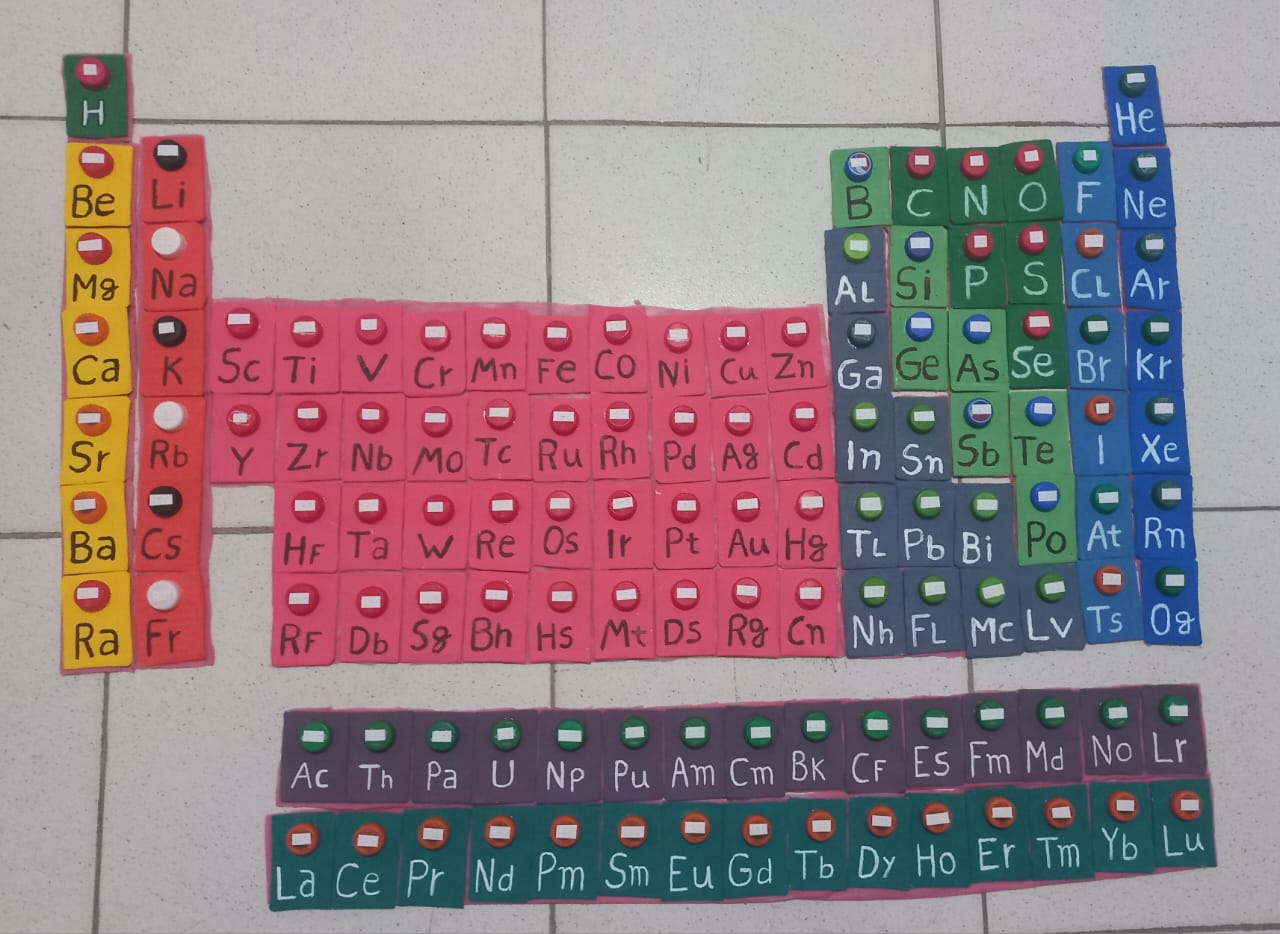 H He
Be Li B C N O F Ne
Mg Na AL Si P S CL Ar
Ca K Sc Ti V Cr Mn Fe CO Ni Cu Zn Ga Ge As Se Br Kr
Sr Rb Y Zr Nb Mo Tc Ru Rh Pd Ag Cd In Sn Sb Te I Xe
Ba Cs HF Ta W Re Os Ir Pt Au Hg TL Pb Bi Po At Rn
Ra Fr RF Db Sg Bh Hs Mt DS Rg Cn Nh FL Mc Lv Ts Og
Ac Th Pa U Np Pu Am Cm Bk CF ES Fm Md No Lr
La Ce Pr Nd Pm Sm Eu Gd Tb Dy Ho Er Tm Yb Lu